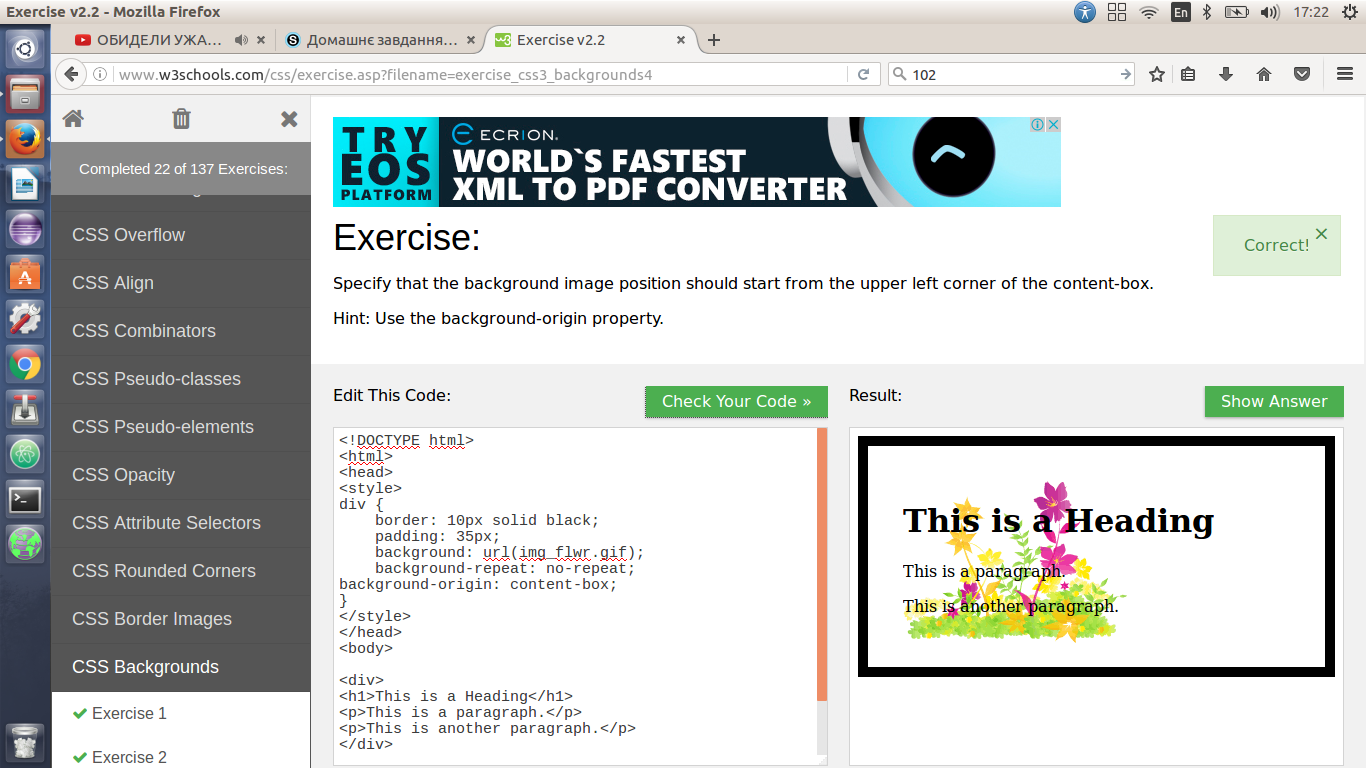 Exercise v2.2 - Mozilla Firefox
En
17:22
ОБИДЕЛИ УЖА...
Домашнє завдання...
Exercise v2.2
www.w3schools.com/css/exercise.asp?filename=exercise_css3_backgrounds4
102
Completed 22 of 137 Exercises:
CSS Overflow
CSS Align
CSS Combinators
CSS Pseudo-classes
CSS Pseudo-elements
CSS Opacity
CSS Attribute Selectors
CSS Rounded Corners
CSS Border Images
CSS Backgrounds
Exercise 1
Exercise 2
TRY
EOS
PLATFORM
ECRION.
WORLD`S FASTEST
XML TO PDF CONVERTER
Exercise:
Correct!
Specify that the background image position should start from the upper left corner of the content-box.
Hint: Use the background-origin property.
Edit This Code:
Check Your Code »
<!DOCTYPE html>
<html>
<head>
<style>
div {
    border: 10px solid black;
    padding: 35px;
    background: url(img_flwr.gif);
    background-repeat: no-repeat;
background-origin: content-box;
}
</style>
</head>
<body>
<div>
<h1>This is a Heading</h1>
<p>This is a paragraph.</p>
<p>This is another paragraph.</p>
</div>
Result:
Show Answer
This is a Heading
This is a paragraph.
This is another paragraph.